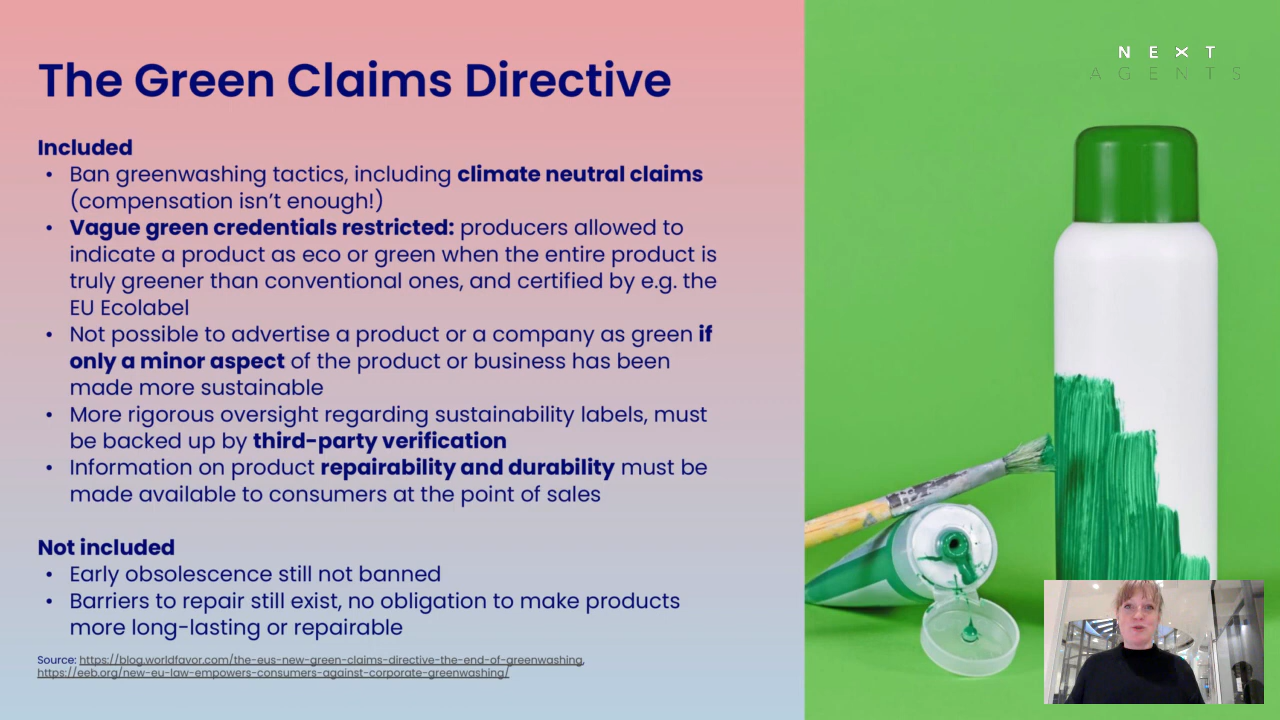 NEXT
AGENTS
The Green Claims Directive
Included
• Ban greenwashing tactics, including climate neutral claims
(compensation isn’t enough!)
• Vague green credentials restricted: producers allowed to
indicate a product as eco or green when the entire product is
truly greener than conventional ones, and certified by e.g. the
EU Ecolabel
• Not possible to advertise a product or a company as green if
only a minor aspect of the product or business has been
made more sustainable
• More rigorous oversight regarding sustainability labels, must
be backed up by third-party verification
• Information on product repairability and durability must be
made available to consumers at the point of sales
Not included
• Early obsolescence still not banned
• Barriers to repair still exist, no obligation to make products
more long-lasting or repairable
Source: https://blog.worldfavor.com/the-eus-new-green-claims-directive-the-end-of-greenwashing,
https://eeb.org/new-eu-law-empowers-consumers-against-corporate-greenwashing/